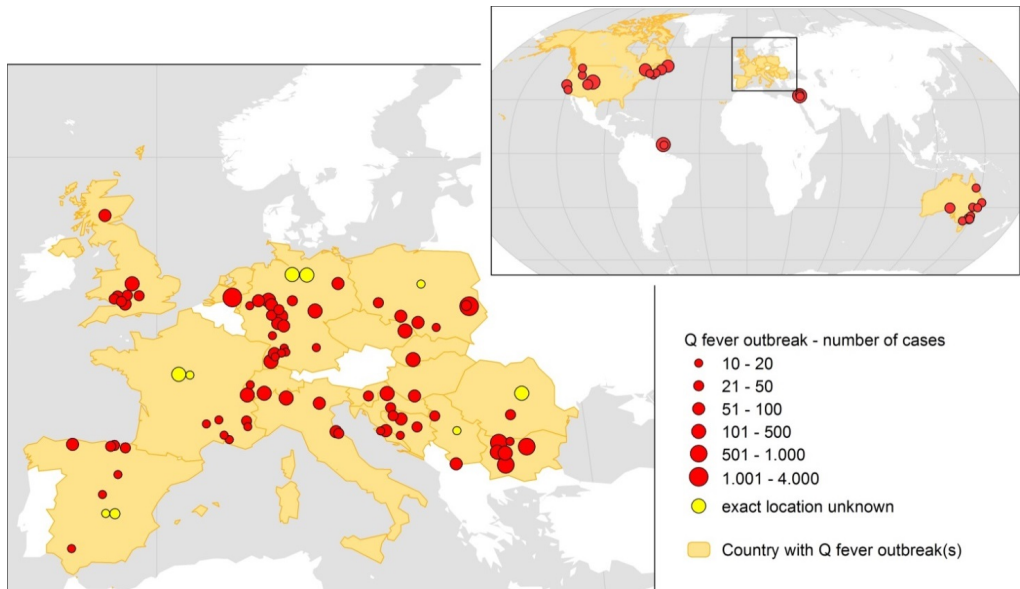 Q fever outbreak - number of cases
10 - 20
21 - 50
51 - 100
101 - 500
501 - 1.000
1.001 - 4.000
exact location unknown
Country with Q fever outbreak(s)